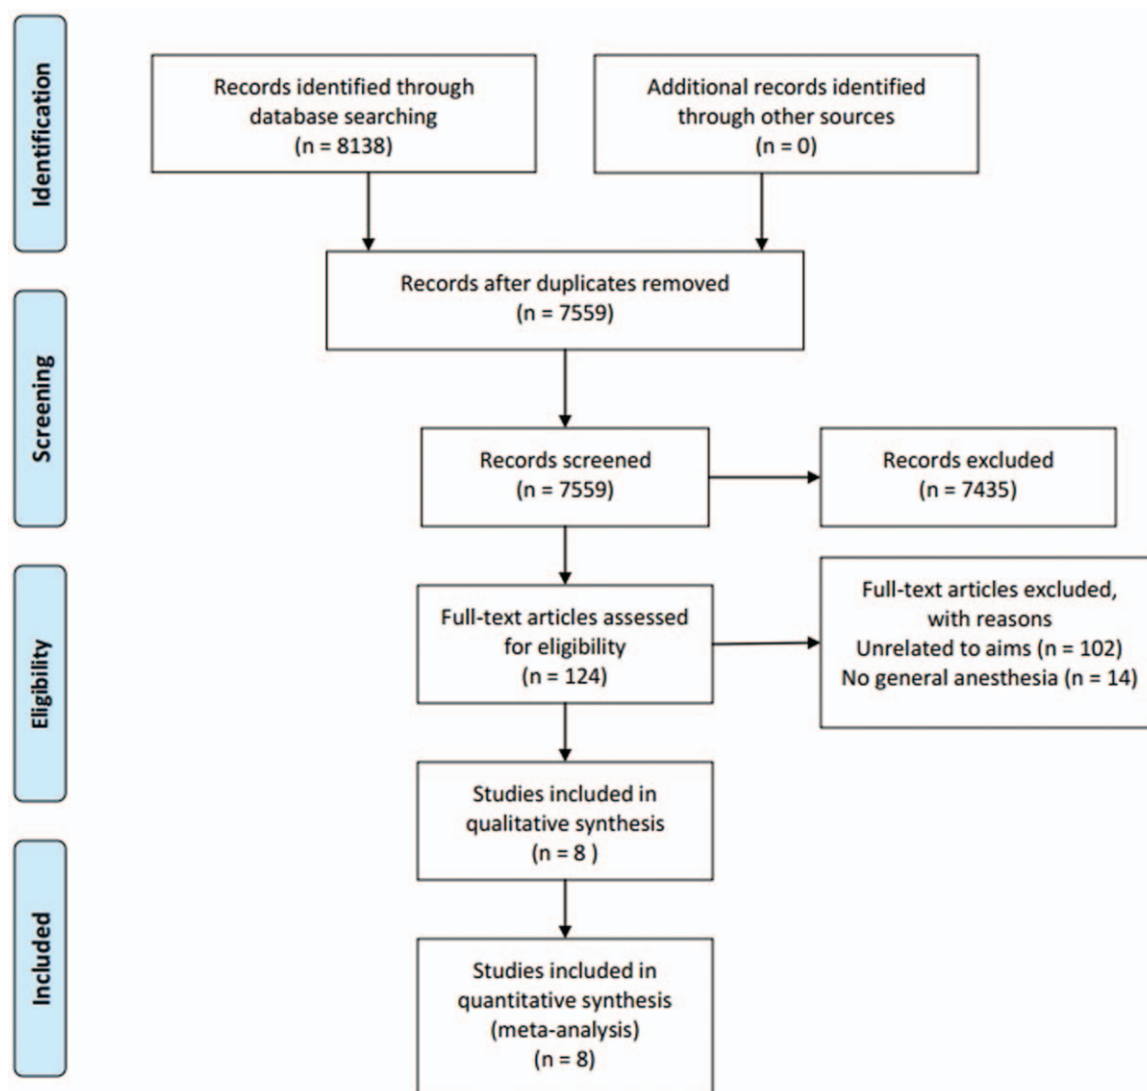 Identification
Records identified through
database searching
(n = 8138)
Additional records identified
through other sources
(n = 0)
Records after duplicates removed
(n = 7559)
Screening
Records screened
(n = 7559)
Records excluded
(n = 7435)
Eligibility
Full-text articles assessed
for eligibility
(n = 124)
Full-text articles excluded,
with reasons
Unrelated to aims (n = 102)
No general anesthesia (n = 14)
Studies included in
qualitative synthesis
(n = 8 )
Included
Studies included in
quantitative synthesis
(meta-analysis)
(n = 8)